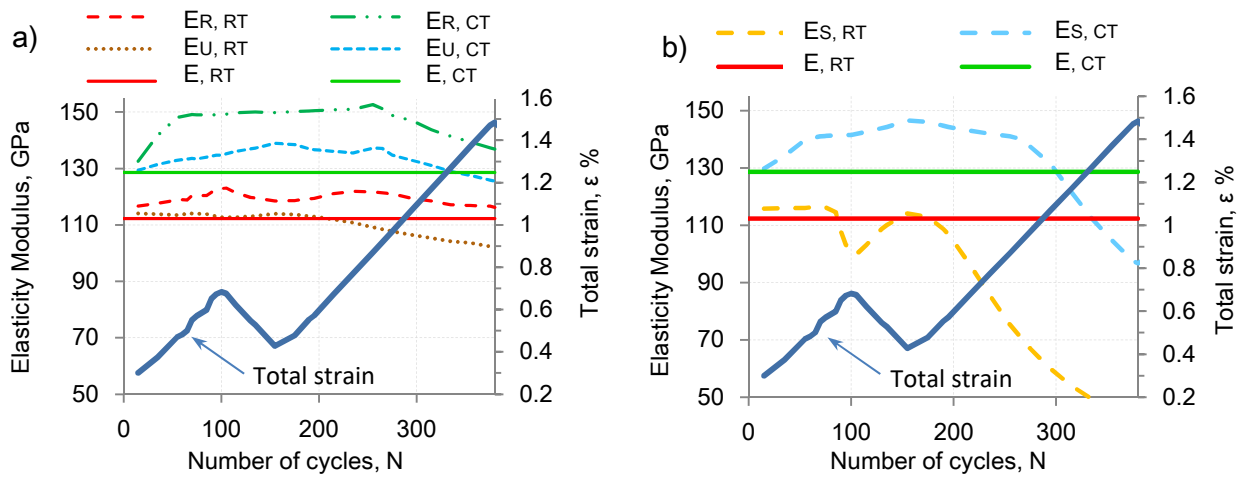 a)
ER, RT
ER, CT
EU, RT
EU, CT
E, RT
E, CT
Elasticity Modulus, GPa
150
130
110
90
70
50
0
100
200
300
Number of cycles, N
1.6
1.4
1.2
1
0.8
0.6
0.4
0.2
Total strain, ε %
Total strain
b)
ES, RT
ES, CT
E, RT
E, CT
Elasticity Modulus, GPa
150
130
110
90
70
50
0
100
200
300
Number of cycles, N
1.6
1.4
1.2
1
0.8
0.6
0.4
0.2
Total strain, ε %
Total strain